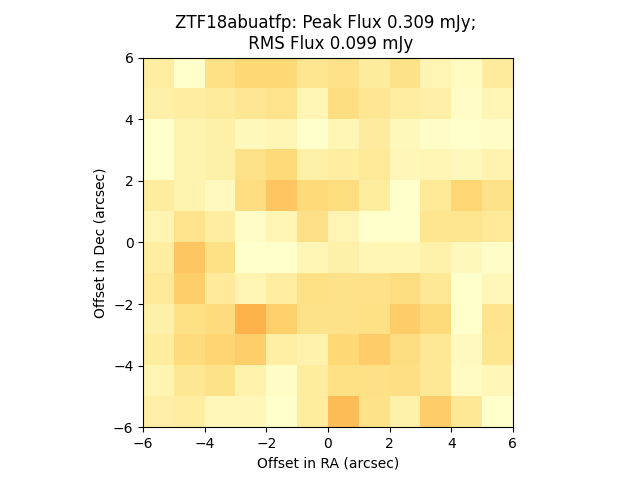 ZTF18abuatfp: Peak Flux 0.309 mJy;
RMS Flux 0.099 mJy
6
4
2
0
−2
−4
−6
Offset in Dec (arcsec)
−6 −4 −2 0 2 4 6
Offset in RA (arcsec)